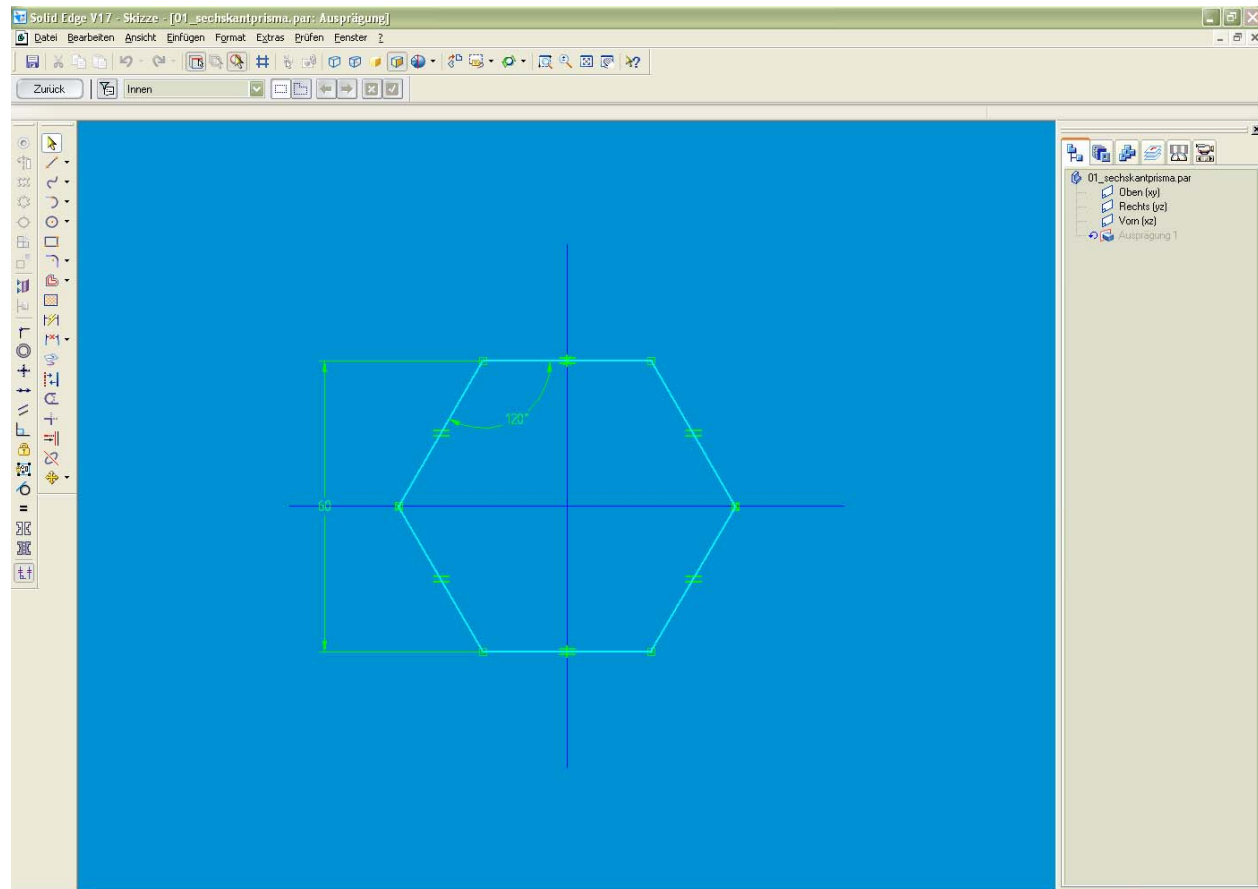 Solid Edge V17 - Skizze - [01_sechskantprisma.par: Ausprägung]
Datei Bearbeiten Ansicht Einfügen Format Extras Prüfen Fenster ?
Zurück Innen
01_sechskantprisma.par
Oben (xy)
Rechts (yz)
Vorn (xz)
Ausprägung 1
120°
60